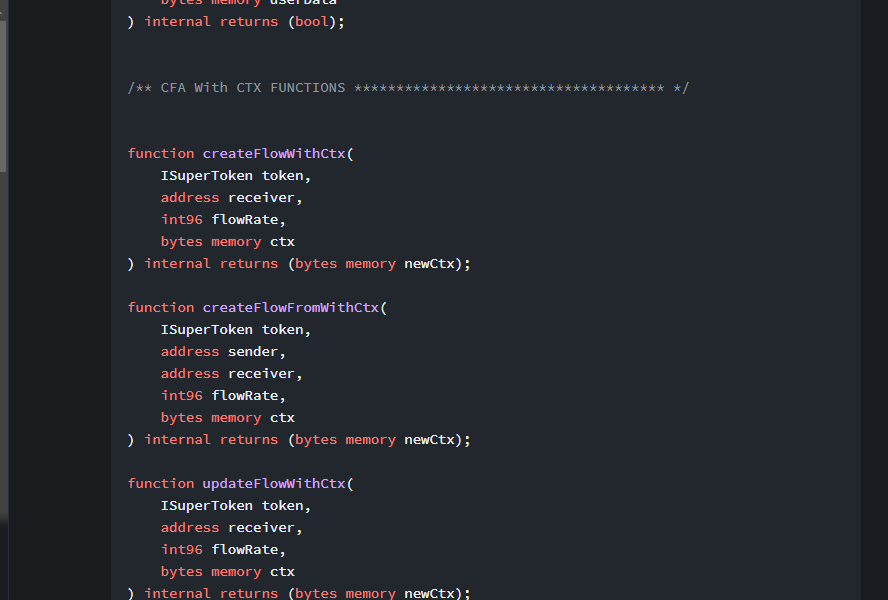 bytes memory userData
) internal returns (bool);
/** CFA With CTX FUNCTIONS ************************************* */
function createFlowWithCtx(
ISuperToken token,
address receiver,
int96 flowRate,
bytes memory ctx
) internal returns (bytes memory newCtx);
function createFlowFromWithCtx(
ISuperToken token,
address sender,
address receiver,
int96 flowRate,
bytes memory ctx
) internal returns (bytes memory newCtx);
function updateFlowWithCtx(
ISuperToken token,
address receiver,
int96 flowRate,
bytes memory ctx
) internal returns (bytes memory newCtx);